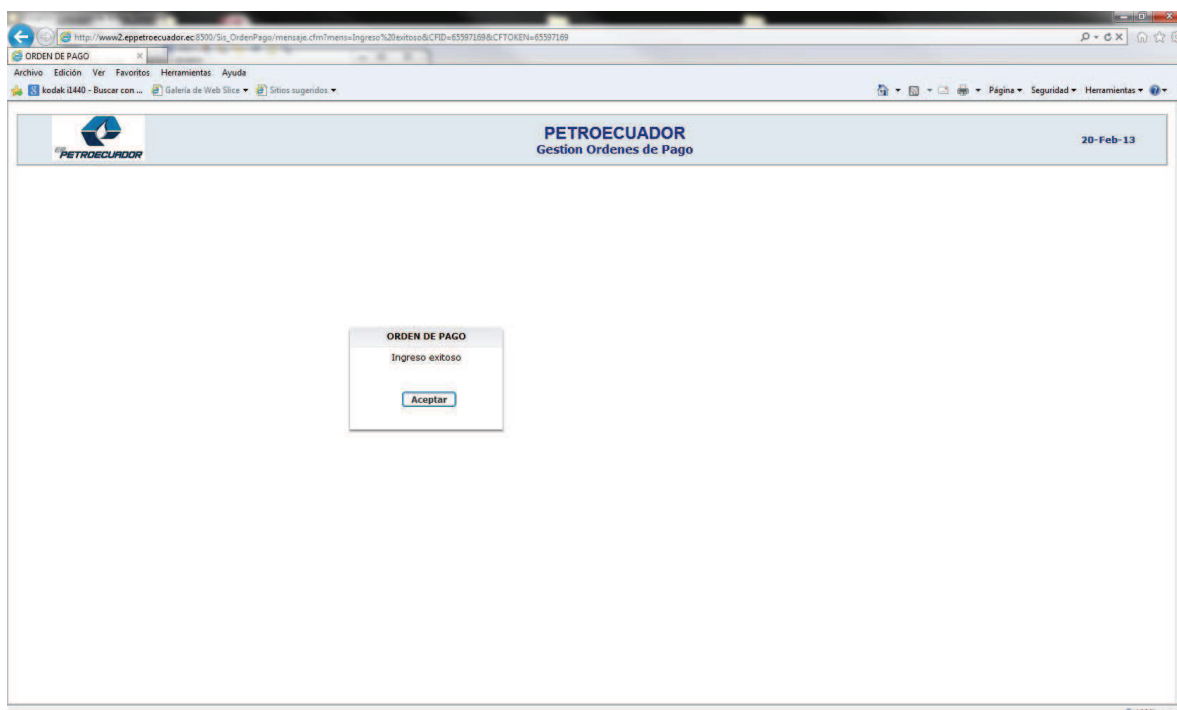 http://www2.eppetroecuador.ec:8500/Sis_OrdenPago/mensaje.cfm?mens=Ingreso%20exitoso&CFID=65597169&CFTOKEN=65597169
ORDEN DE PAGO
Archivo Edición Ver Favoritos Herramientas Ayuda
kodak i1440 - Buscar con ... Galería de Web Slice Sitios sugeridos Página Seguridad Herramientas
EP PETROECUADOR
PETROECUADOR
Gestion Ordenes de Pago
20-Feb-13
ORDEN DE PAGO
Ingreso exitoso
Aceptar